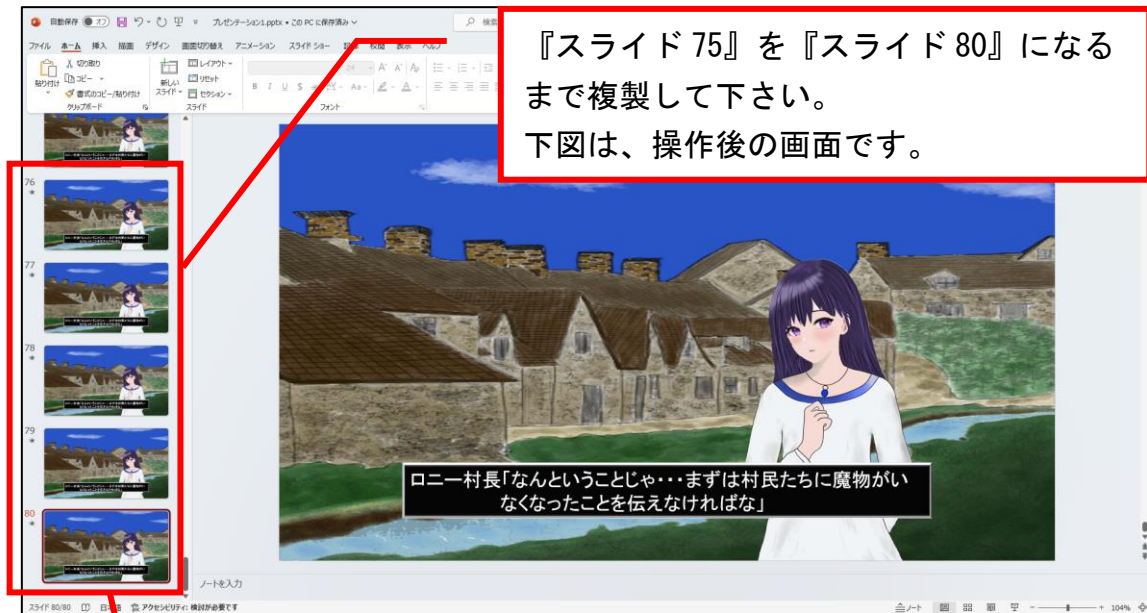 自動保存 オフ プレゼンテーション1.pptx • この PC に保存済み
検索
ファイル ホーム 挿入 描画 デザイン 画面切り替え アニメーション スライド ショー 校閲 表示 ヘルプ
貼り付け
切り取り
コピー
書式のコピー/貼り付け
クリップボード
新しい
スライド
レイアウト
リセット
セクション
スライド
フォント
『スライド 75』を『スライド 80』になる
まで複製して下さい。
下図は、操作後の画面です。
76
77
78
79
80
ロニー村長「なんということじゃ・・・まずは村民たちに魔物がい
なくなったことを伝えなければな」
ノートを入力
スライド 80/80 アクセシビリティ: 検討が必要です
ノート
104%